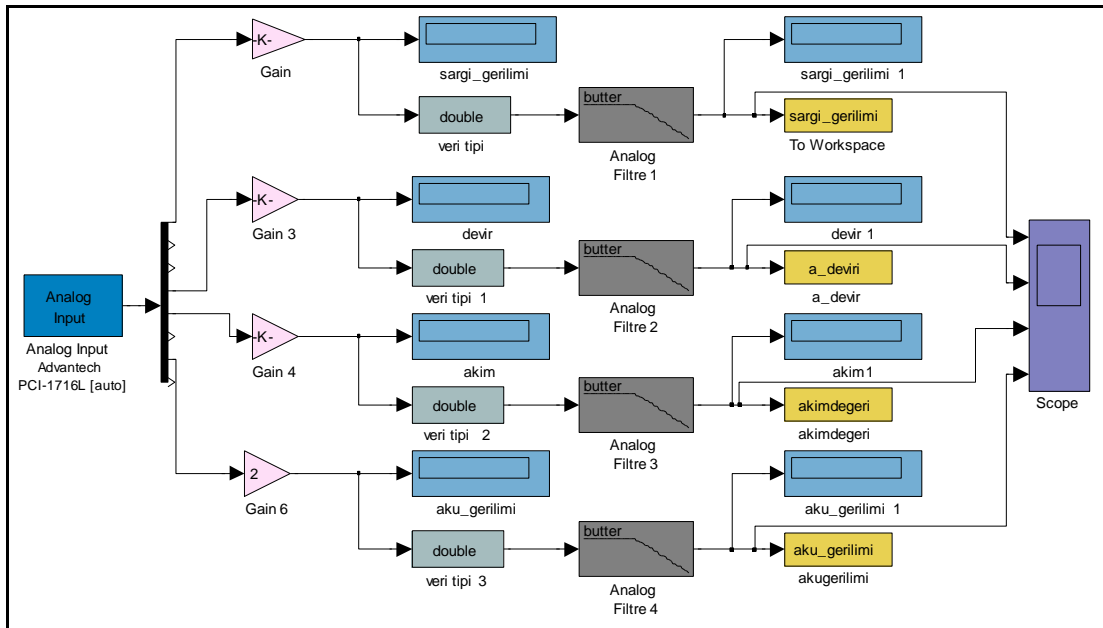 -K-
Gain
sargi_gerilimi
double
veri tipi
butter
Analog
Filtre 1
sargi_gerilimi 1
sargi_gerilimi
To Workspace
-K-
Gain 3
devir
double
veri tipi 1
butter
Analog
Filtre 2
devir 1
a_deviri
a_devir
Analog
Input
Analog Input
Advantech
PCI-1716L [auto]
-K-
Gain 4
akim
double
veri tipi 2
butter
Analog
Filtre 3
akim1
akimdegeri
akimdegeri
Scope
2
Gain 6
aku_gerilimi
double
veri tipi 3
butter
Analog
Filtre 4
aku_gerilimi 1
aku_gerilimi
akugerilimi